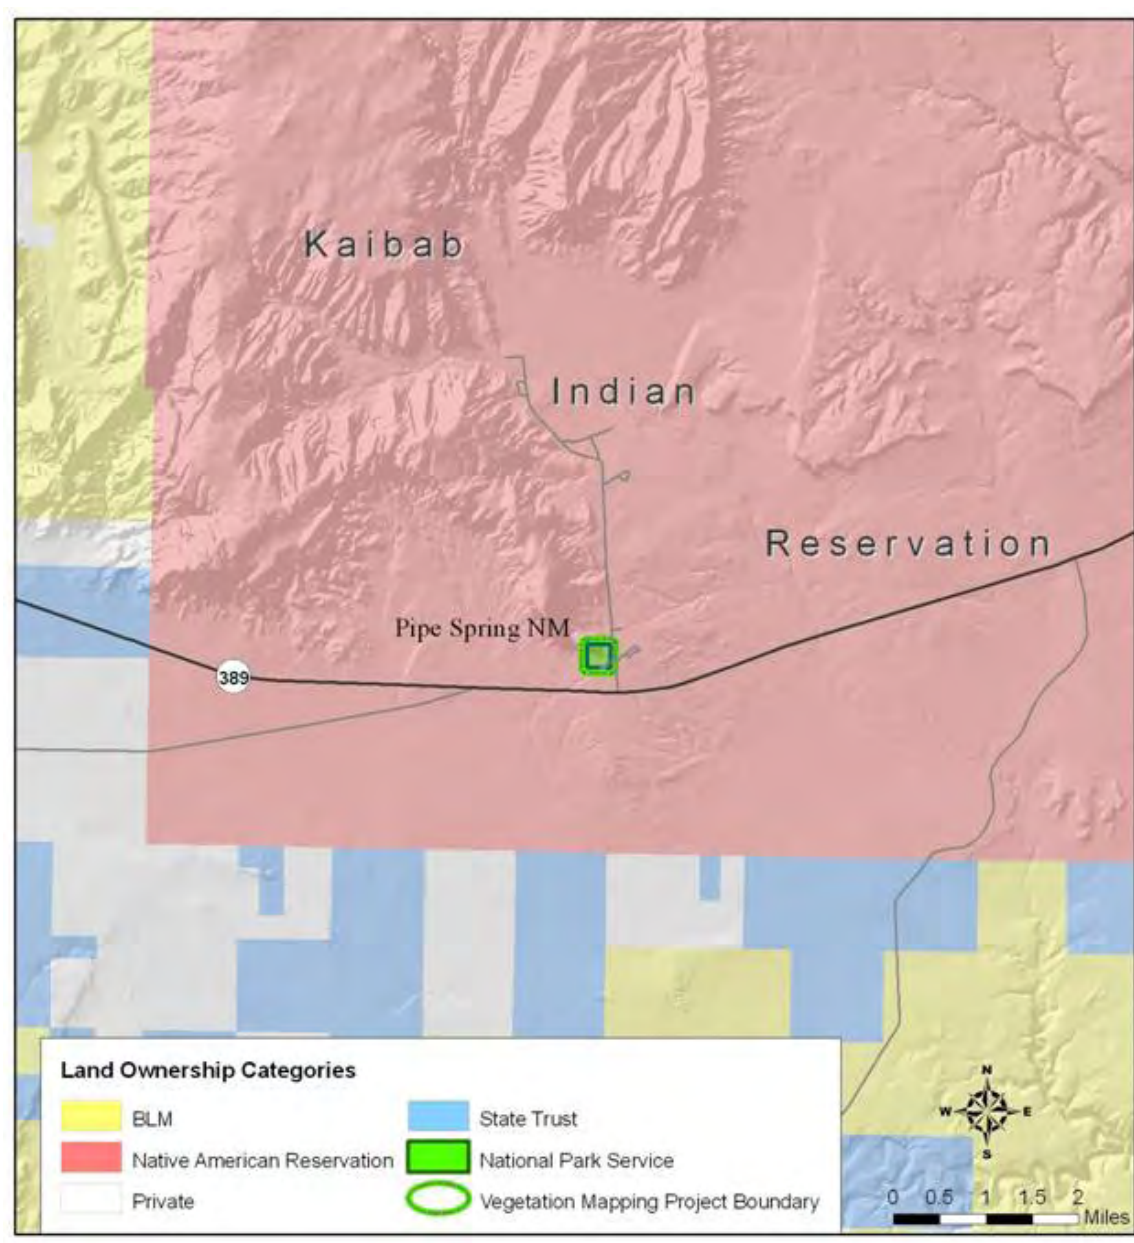 Kaibab
Indian
Reservation
Pipe Spring NM
389
Land Ownership Categories
BLM
State Trust
Native American Reservation
National Park Service
Private
Vegetation Mapping Project Boundary
N
W E
S
0 0.5 1 1.5 2
Miles